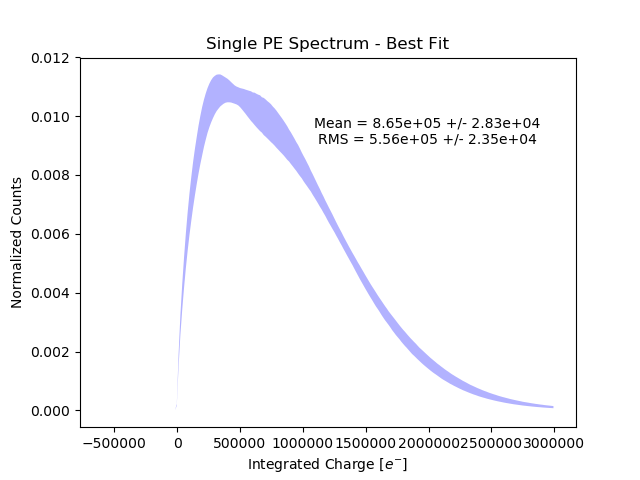 Single PE Spectrum - Best Fit
0.012
0.010
0.008
0.006
0.004
0.002
0.000
Normalized Counts
Mean = 8.65e+05 +/- 2.83e+04
RMS = 5.56e+05 +/- 2.35e+04
−500000 0 500000 1000000 1500000 2000000 2500000 3000000
Integrated Charge [e⁻]